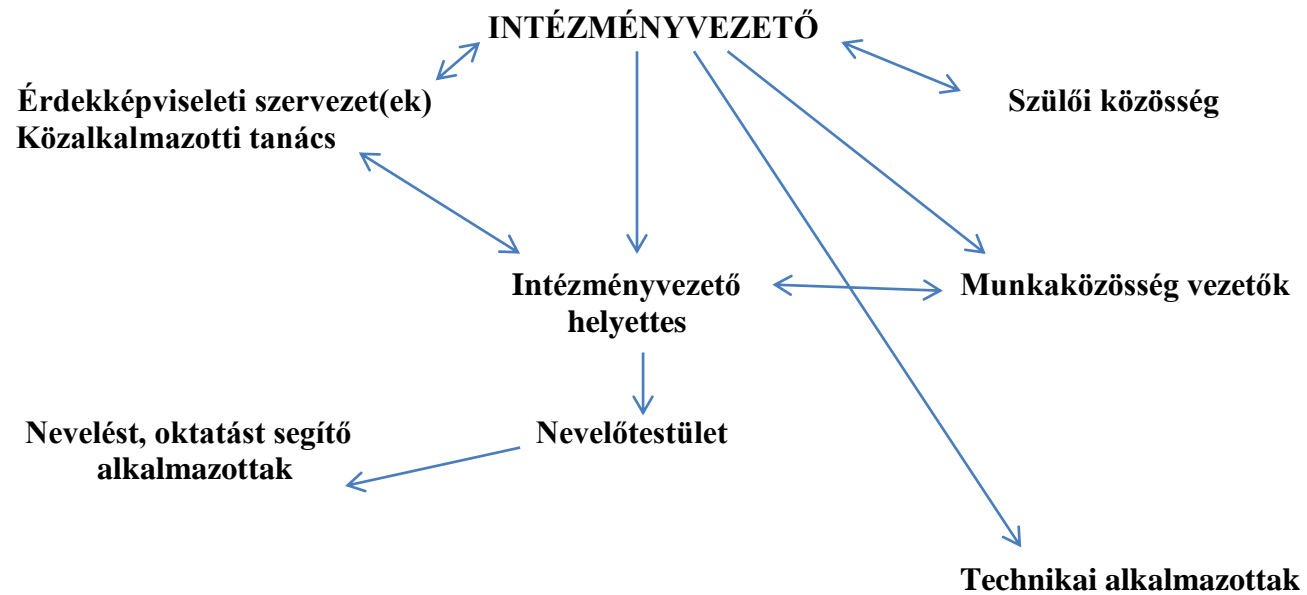 INTÉZMÉNYVEZETŐ
Érdekképviseleti szervezet(ek)
Közalkalmazotti tanács
Szülői közösség
Intézményvezető
helyettes
Munkaközösség vezetők
Nevelést, oktatást segítő
alkalmazottak
Nevelőtestület
Technikai alkalmazottak